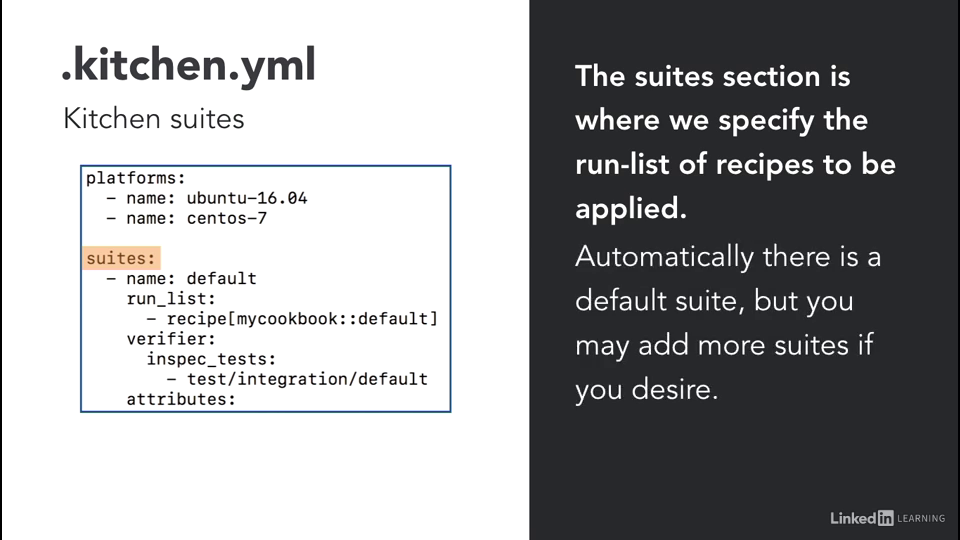 .kitchen.yml
Kitchen suites
platforms:
  - name: ubuntu-16.04
  - name: centos-7
suites:
  - name: default
    run_list:
      - recipe[mycookbook::default]
    verifier:
      inspec_tests:
        - test/integration/default
    attributes:
The suites section is
where we specify the
run-list of recipes to be
applied.
Automatically there is a
default suite, but you
may add more suites if
you desire.
Linked in LEARNING